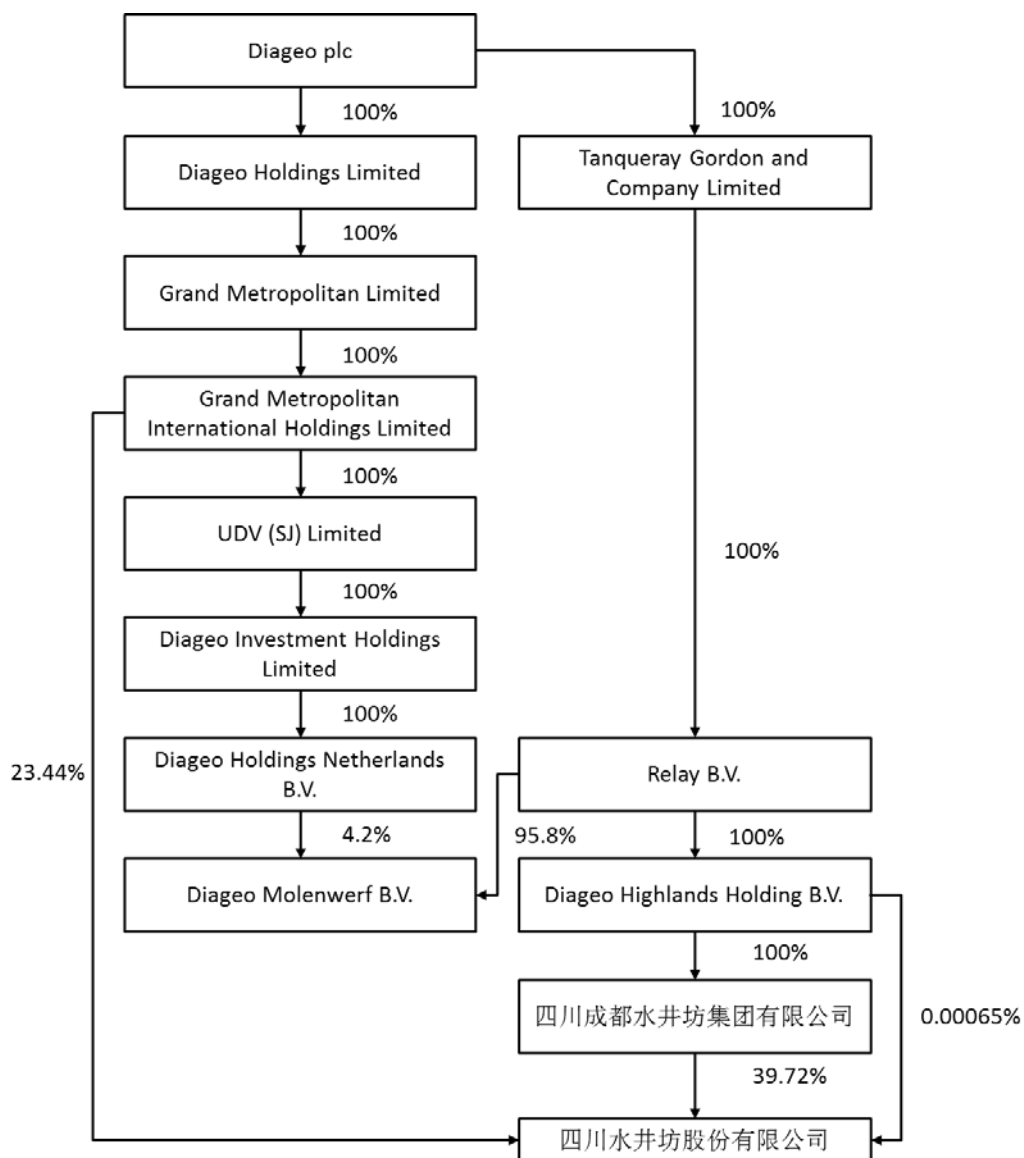 Diageo plc
100%
100%
Diageo Holdings Limited
Tanqueray Gordon and
Company Limited
100%
Grand Metropolitan Limited
100%
Grand Metropolitan
International Holdings Limited
100%
UDV (SJ) Limited
100%
100%
Diageo Investment Holdings
Limited
100%
23.44%
Diageo Holdings Netherlands
B.V.
Relay B.V.
4.2%
95.8%
100%
Diageo Molenwerf B.V.
Diageo Highlands Holding B.V.
100%
四川成都水井坊集团有限公司
0.00065%
39.72%
四川水井坊股份有限公司